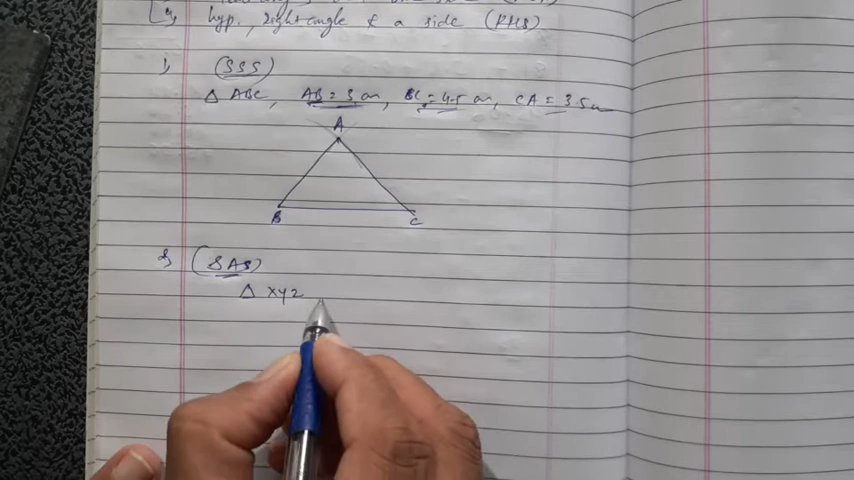 hyp., right angle & a side (RHS)
1, (SSS)
△ ABC, AB = 3 cm, BC = 4.5 cm, CA = 3.5 cm
A
B C
2, (SAS)
△ XYZ